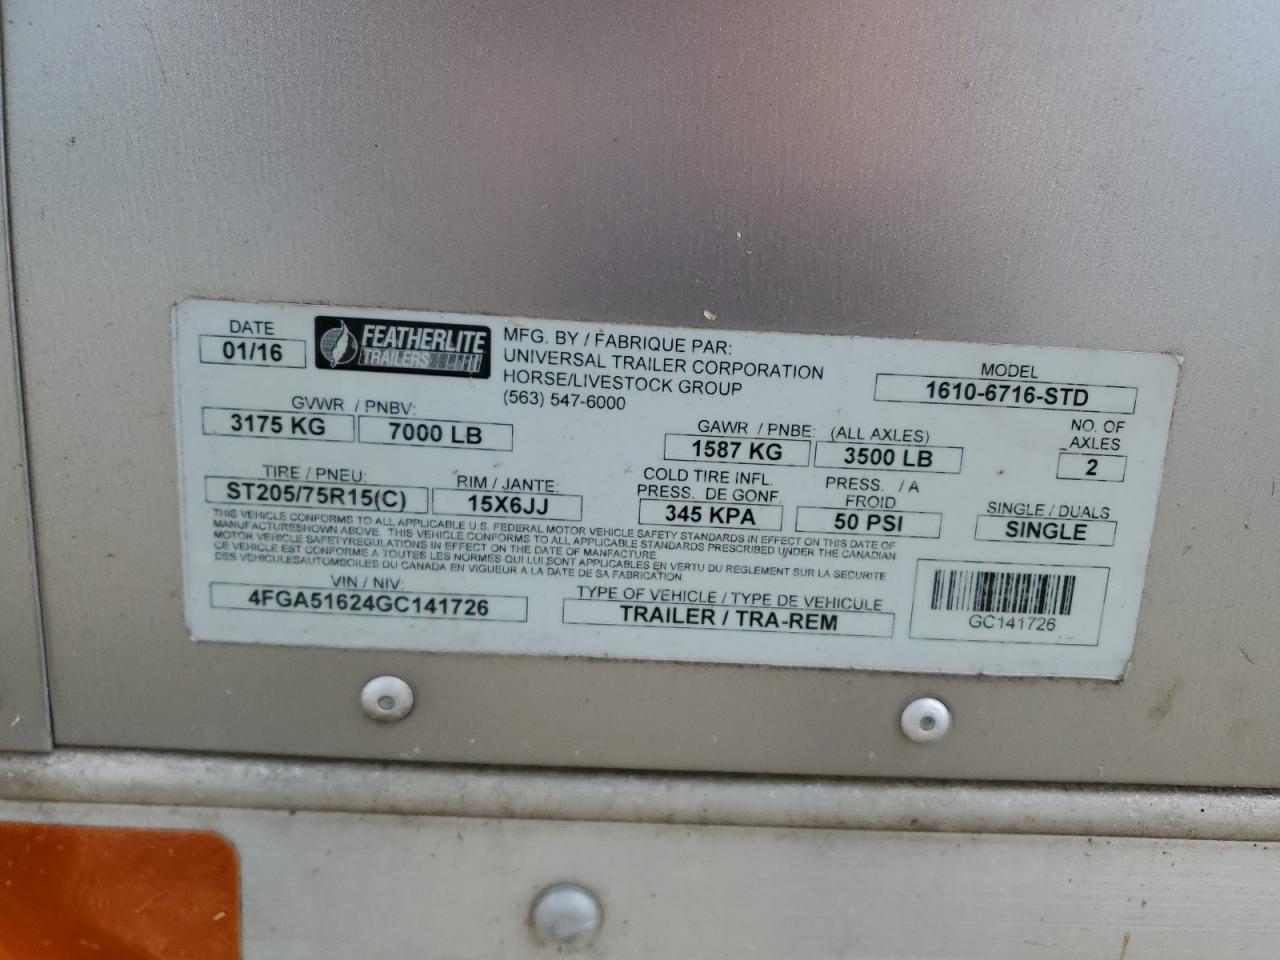 DATE
01/16
FEATHERLITE
TRAILERS
MFG. BY / FABRIQUE PAR:
UNIVERSAL TRAILER CORPORATION
HORSE/LIVESTOCK GROUP
(563) 547-6000
MODEL
1610-6716-STD
GVWR / PNBV:
3175 KG 7000 LB
GAWR / PNBE: (ALL AXLES)
1587 KG 3500 LB
NO. OF
AXLES
2
TIRE / PNEU:
ST205/75R15(C)
RIM / JANTE:
15X6JJ
COLD TIRE INFL. PRESS. / A
PRESS. DE GONF. FROID
345 KPA 50 PSI
SINGLE / DUALS
SINGLE
THIS VEHICLE CONFORMS TO ALL APPLICABLE U.S. FEDERAL MOTOR VEHICLE SAFETY STANDARDS IN EFFECT ON THIS DATE OF
MANUFACTURESHOWN ABOVE. THIS VEHICLE CONFORMS TO ALL APPLICABLE STANDARDS PRESCRIBED UNDER THE CANADIAN
MOTOR VEHICLE SAFETYREGULATIONS IN EFFECT ON THE DATE OF MANFACTURE
CE VEHICLE EST CONFORME A TOUTES LES NORMES QUI LUI SONT APPLICABLES EN VERTU DU REGLEMENT SUR LA SECURITE
DES VEHICULESAUTOMBOILES DU CANADA EN VIGUEUR A LA DATE DE SA FABRICATION
VIN / NIV:
4FGA51624GC141726
TYPE OF VEHICLE / TYPE DE VEHICULE
TRAILER / TRA-REM
GC141726